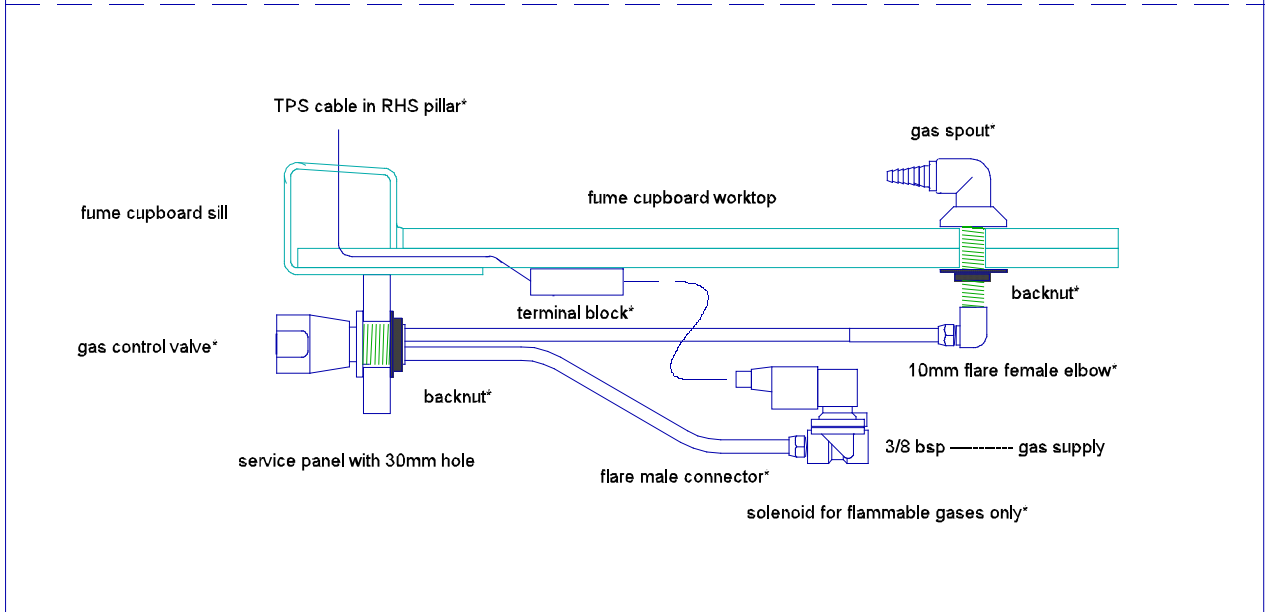 TPS cable in RHS pillar*
gas spout*
fume cupboard sill
fume cupboard worktop
backnut*
terminal block*
gas control valve*
10mm flare female elbow*
backnut*
3/8 bsp ---------- gas supply
service panel with 30mm hole
flare male connector*
solenoid for flammable gases only*